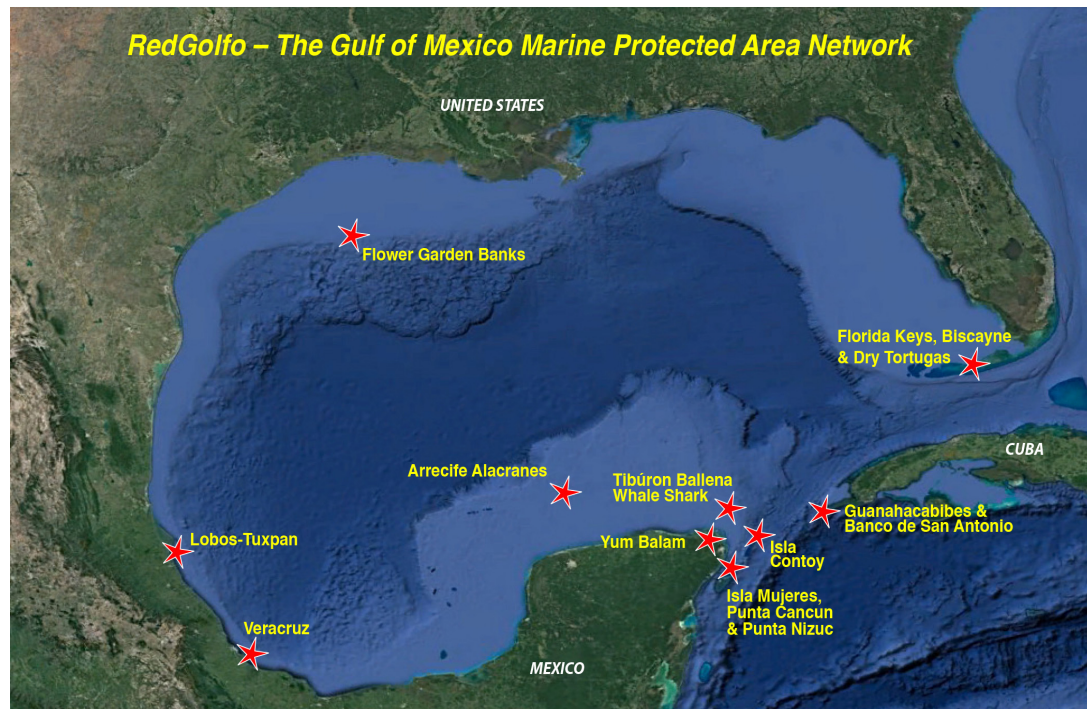 RedGolfo – The Gulf of Mexico Marine Protected Area Network
UNITED STATES
Flower Garden Banks
Florida Keys, Biscayne
& Dry Tortugas
CUBA
Arrecife Alacranes
Tibúron Ballena
Whale Shark
Guanahacabibes &
Banco de San Antonio
Lobos-Tuxpan
Yum Balam
Isla
Contoy
Isla Mujeres,
Punta Cancun
& Punta Nizuc
Veracruz
MEXICO